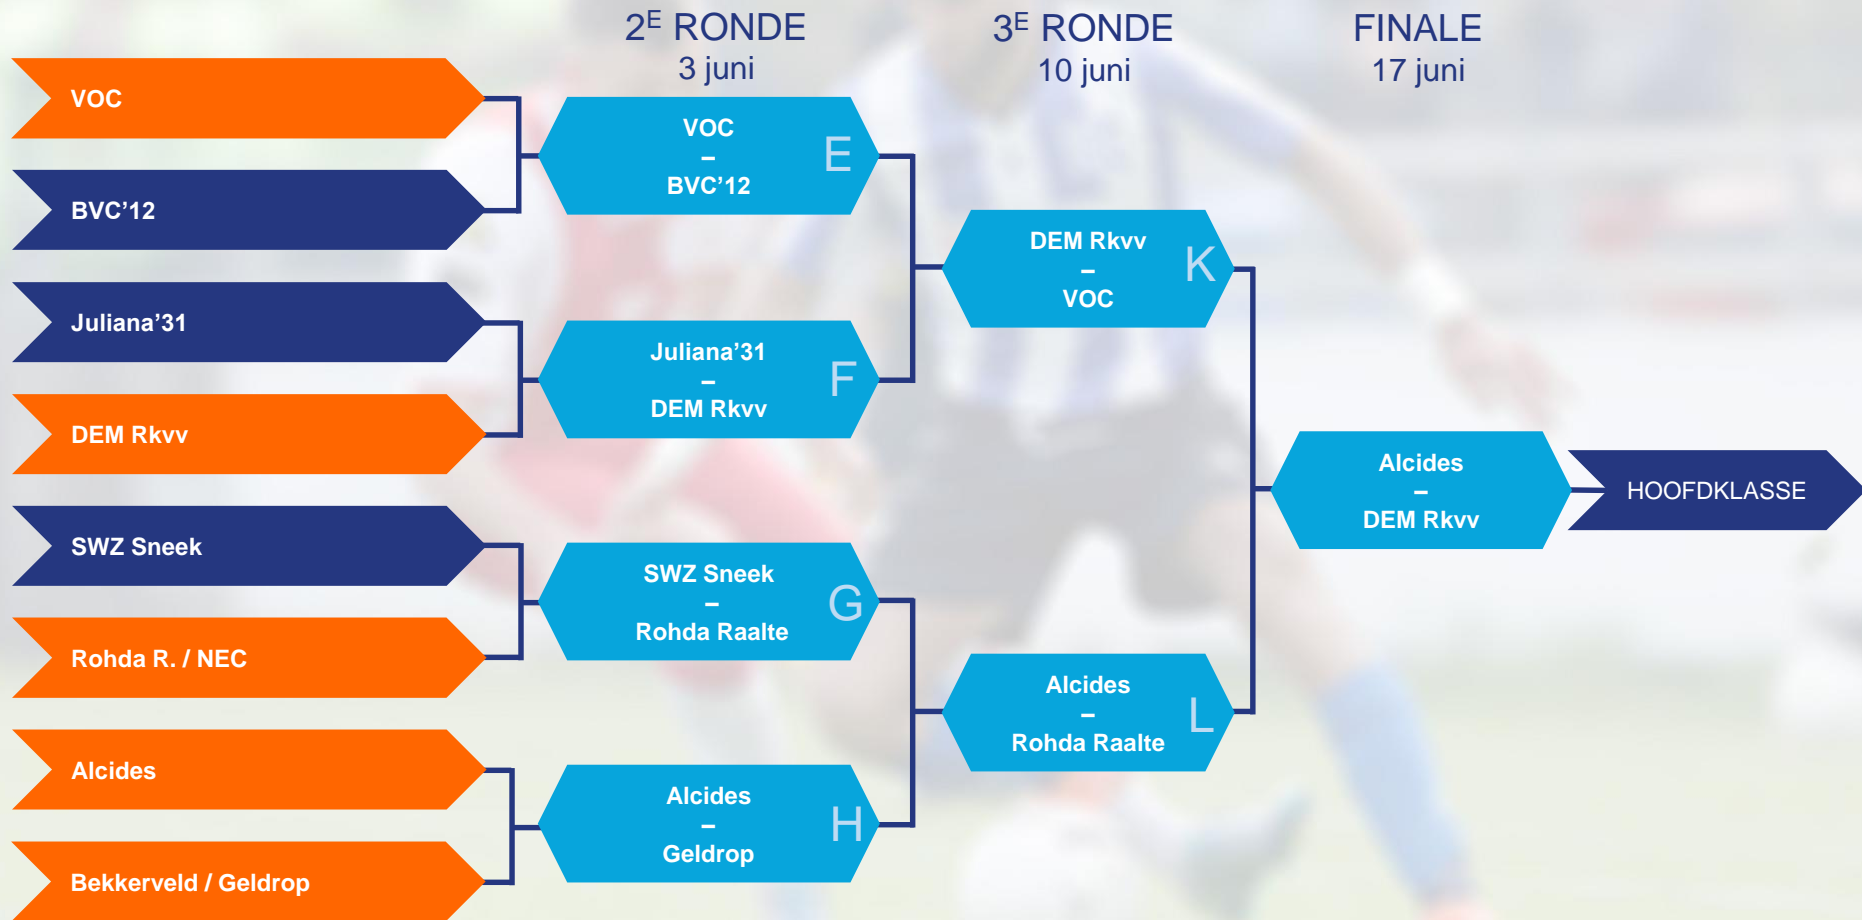 2E RONDE
3 juni
3E RONDE
10 juni
FINALE
17 juni
VOC
BVC’12
Juliana’31
DEM Rkvv
SWZ Sneek
Rohda R. / NEC
Alcides
Bekkerveld / Geldrop
VOC
–
BVC’12
E
Juliana’31
–
DEM Rkvv
F
SWZ Sneek
–
Rohda Raalte
G
Alcides
–
Geldrop
H
DEM Rkvv
–
VOC
K
Alcides
–
Rohda Raalte
L
Alcides
–
DEM Rkvv
HOOFDKLASSE